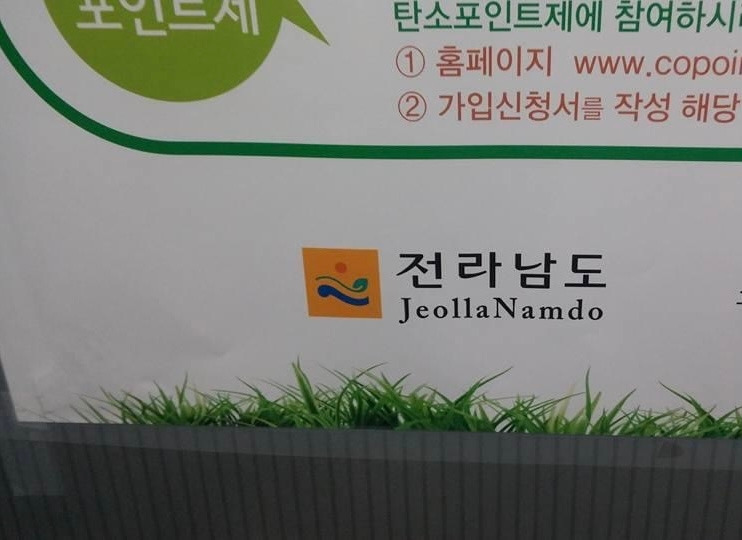 포인트제
탄소포인트제에 참여하시
① 홈페이지 www.copoi
② 가입신청서를 작성 해당
전라남도
JeollaNamdo